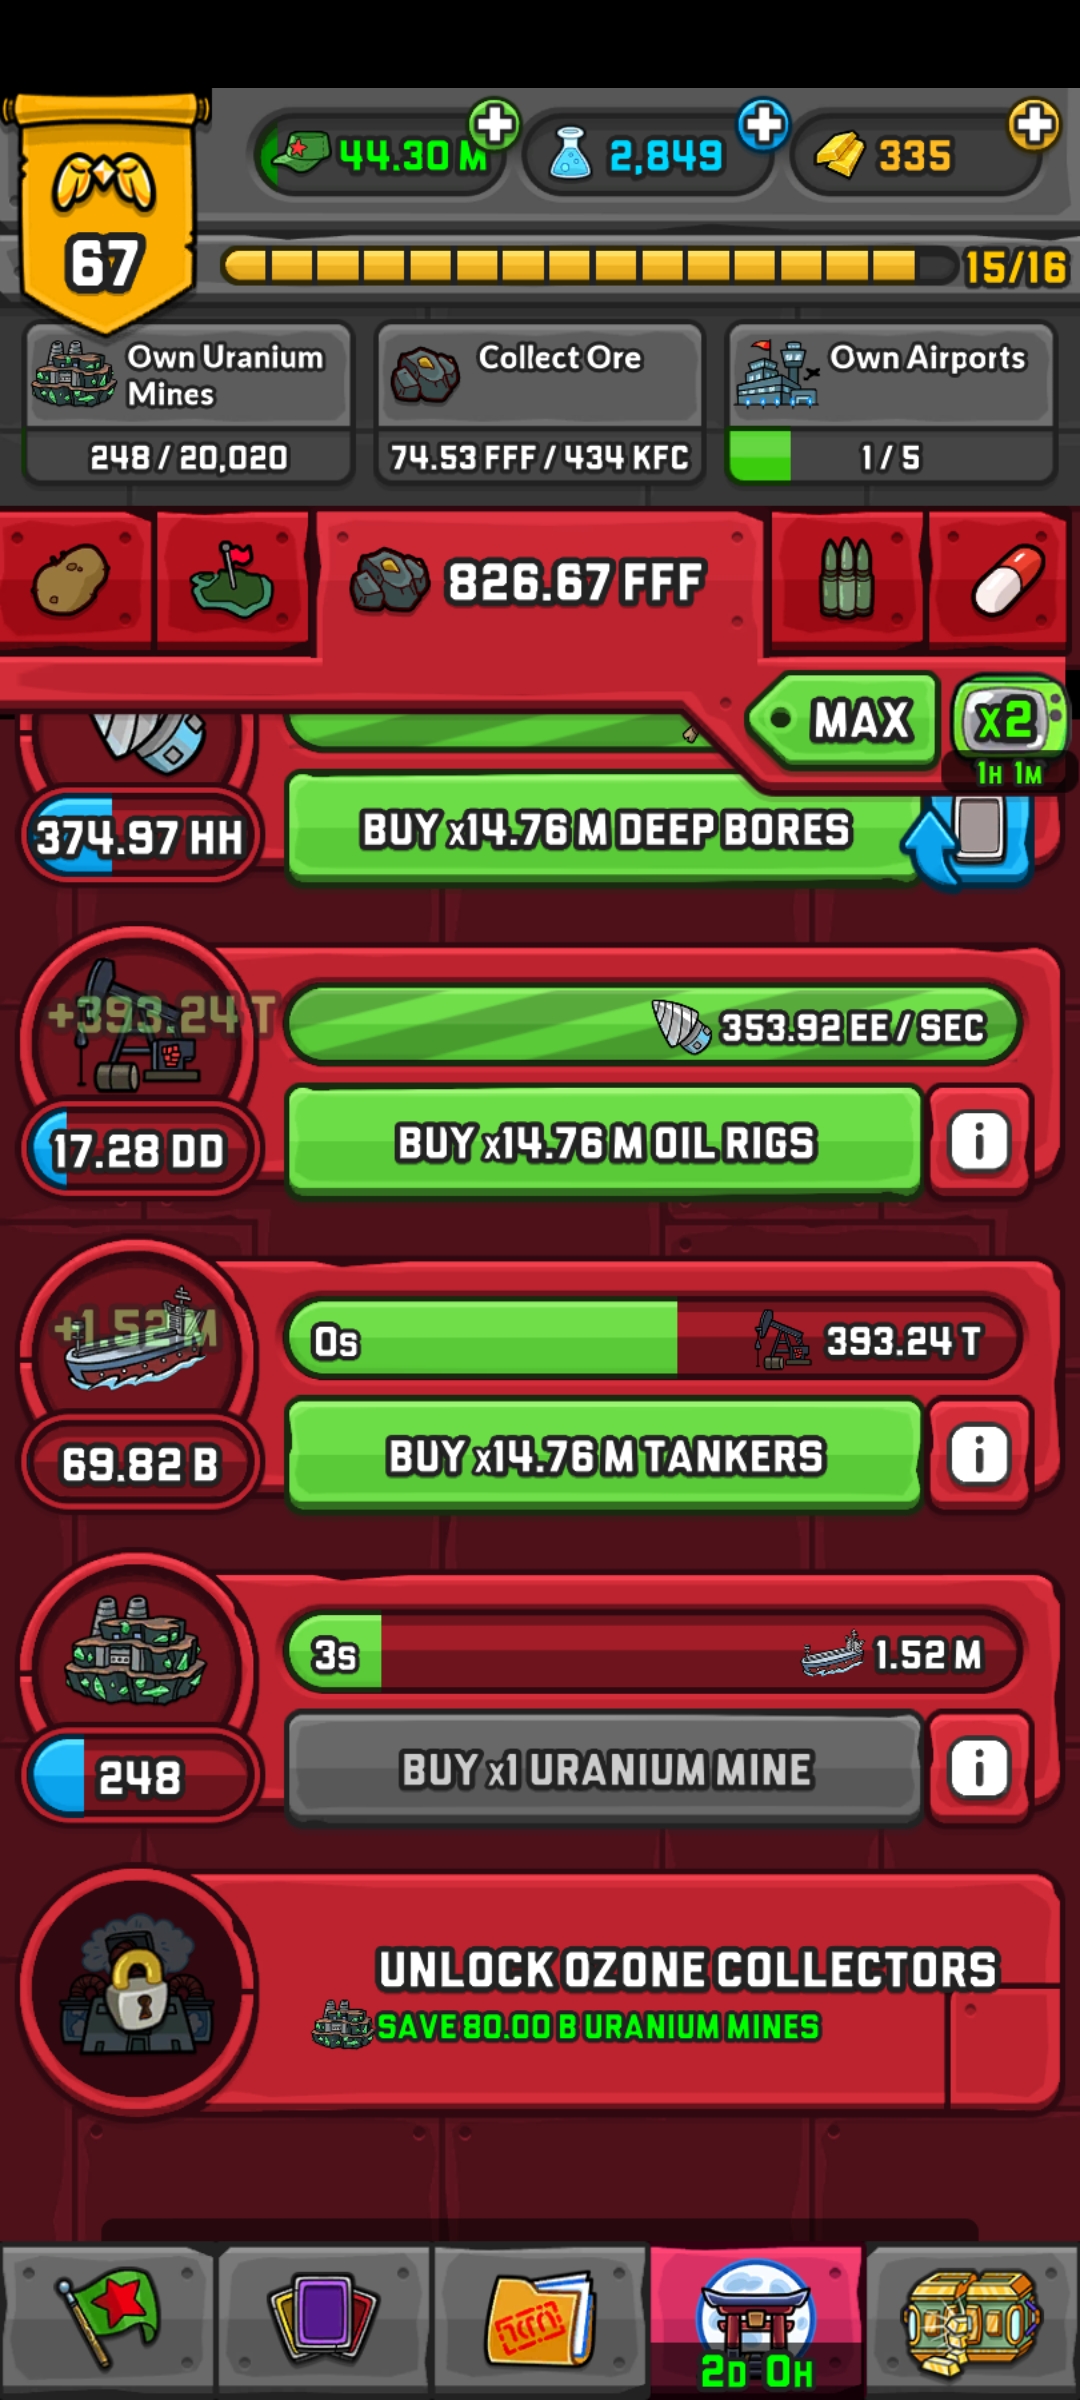 44.30 M
2,849
335
67
15/16
Own Uranium
Mines
248 / 20,020
Collect Ore
74.53 FFF / 434 KFC
Own Airports
1 / 5
826.67 FFF
MAX
x2
1H 1M
374.97 HH
BUY x14.76 M DEEP BORES
+393.24 T
353.92 EE / SEC
17.28 DD
BUY x14.76 M OIL RIGS
i
+1.52 M
0s
393.24 T
69.82 B
BUY x14.76 M TANKERS
i
3s
1.52 M
248
BUY x1 URANIUM MINE
i
UNLOCK OZONE COLLECTORS
SAVE 80.00 B URANIUM MINES
2D 0H